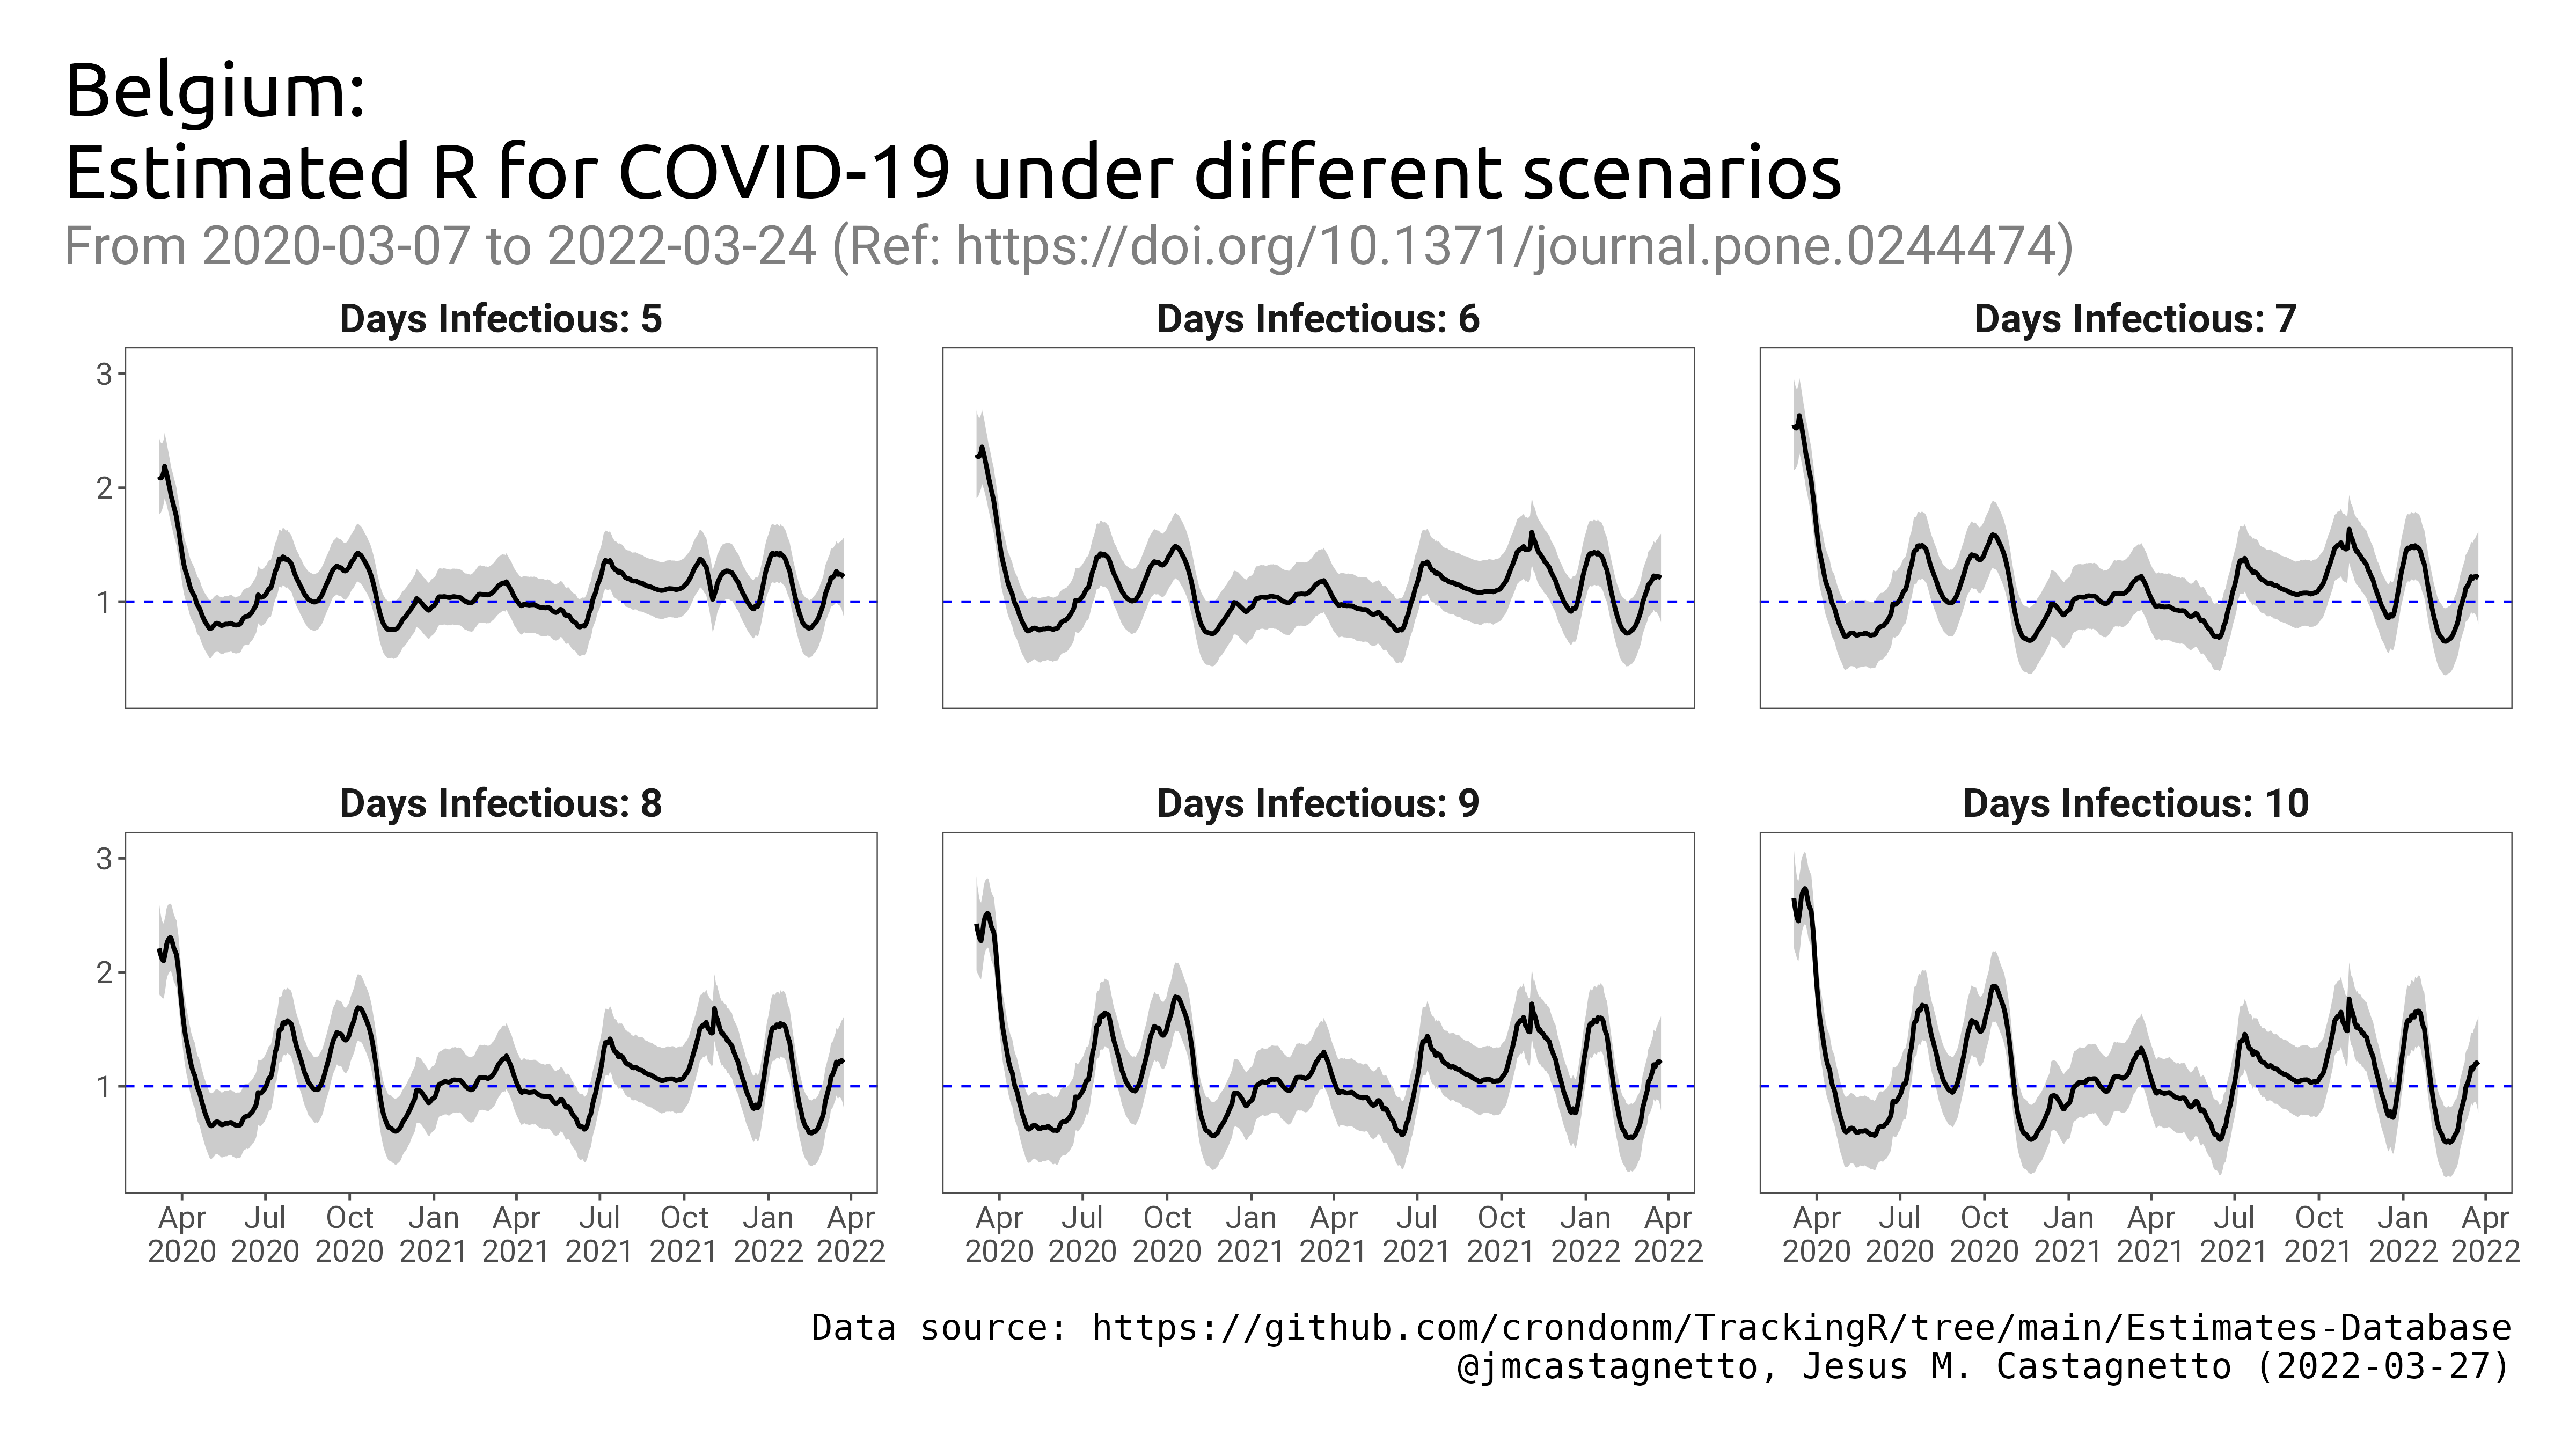 Belgium:
Estimated R for COVID-19 under different scenarios
From 2020-03-07 to 2022-03-24 (Ref: https://doi.org/10.1371/journal.pone.0244474)
Days Infectious: 5
Days Infectious: 6
Days Infectious: 7
3
2
1
Days Infectious: 8
Days Infectious: 9
Days Infectious: 10
3
2
1
Apr Jul Oct Jan Apr Jul Oct Jan Apr
2020 2020 2020 2021 2021 2021 2021 2022 2022
Apr Jul Oct Jan Apr Jul Oct Jan Apr
2020 2020 2020 2021 2021 2021 2021 2022 2022
Apr Jul Oct Jan Apr Jul Oct Jan Apr
2020 2020 2020 2021 2021 2021 2021 2022 2022
Data source: https://github.com/crondonm/TrackingR/tree/main/Estimates-Database
@jmcastagnetto, Jesus M. Castagnetto (2022-03-27)